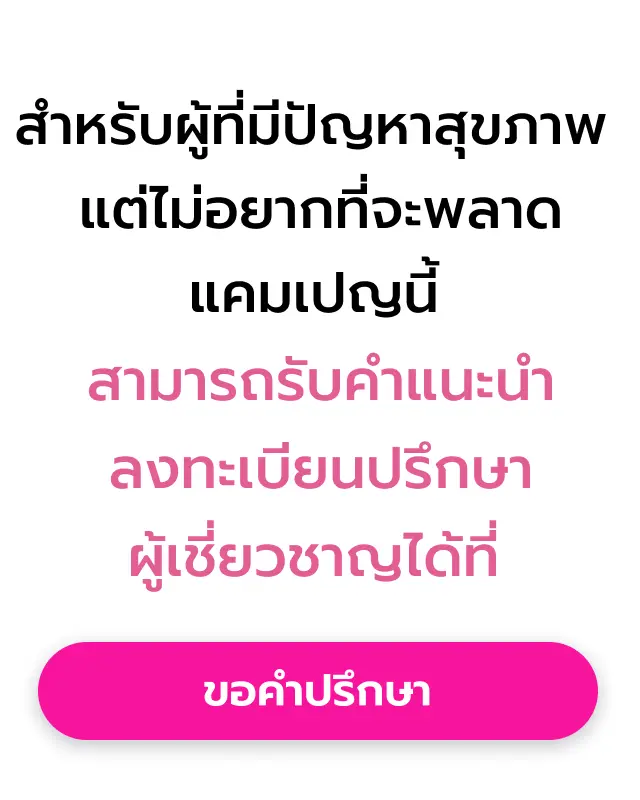 สำหรับผู้ที่มีปัญหาสุขภาพ
แต่ไม่อยากที่จะพลาด
แคมเปญนี้
สามารถรับคำแนะนำ
ลงทะเบียนปรึกษา
ผู้เชี่ยวชาญได้ที่
ขอคำปรึกษา